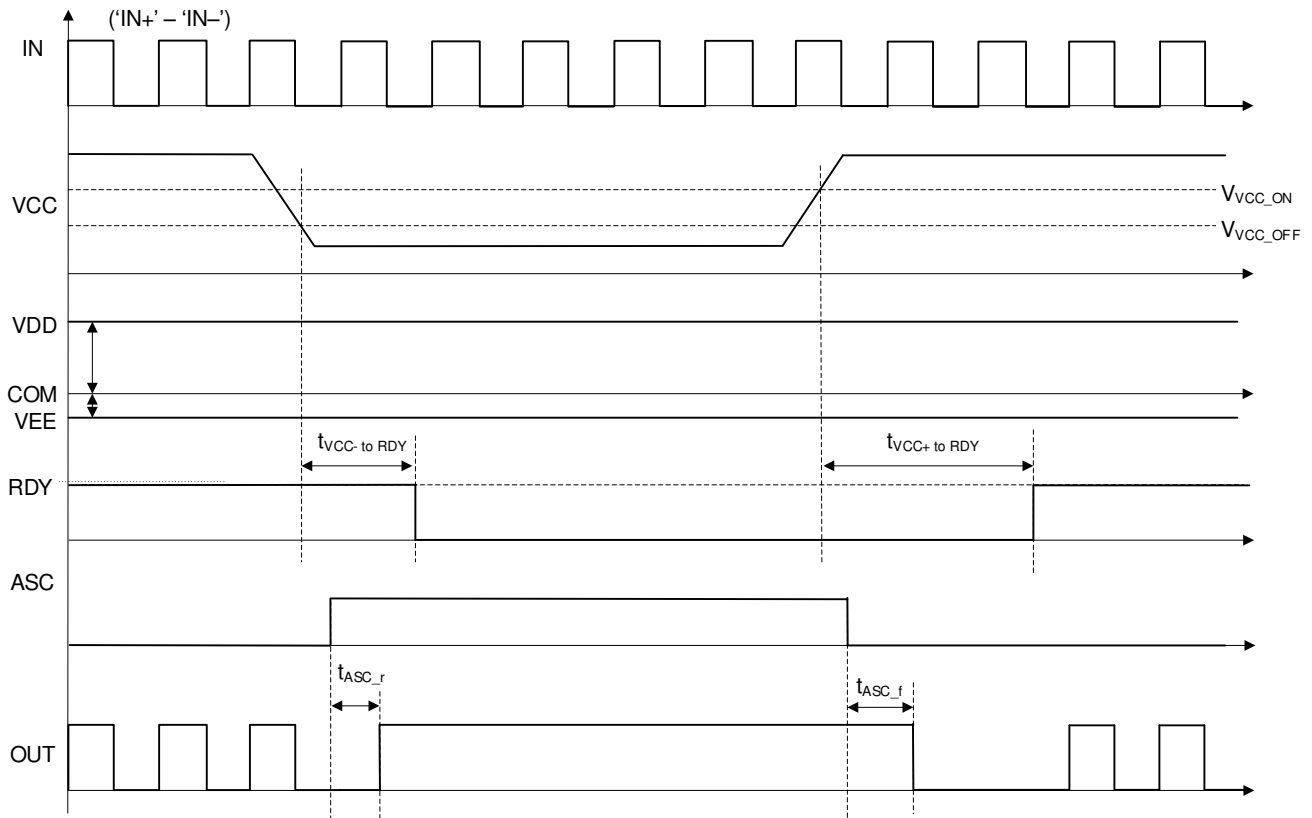 ('IN+' – 'IN–')
IN
VCC
VVCC_ON
VVCC_OFF
VDD
COM
VEE
tVCC- to RDY
tVCC+ to RDY
RDY
ASC
tASC_r
tASC_f
OUT